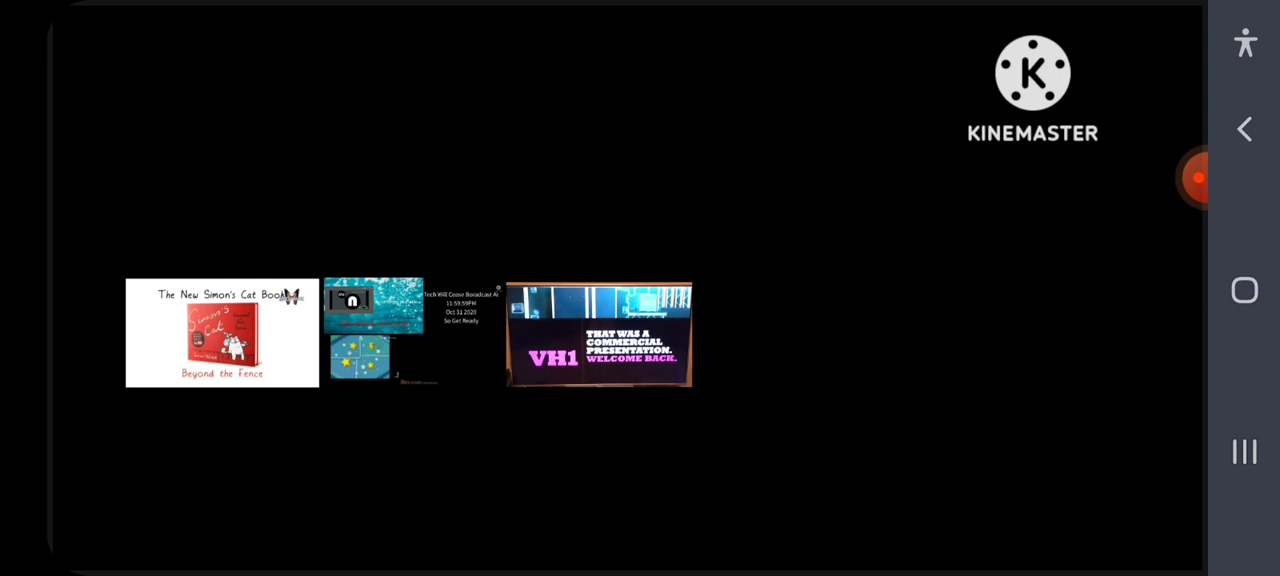 KINEMASTER
The New Simon's Cat Book
Simon's
Cat
Beyond the Fence
Tech Will Cease Boradcast At
11:59:59PM
Oct 31 2020
So Get Ready
VH1
THAT WAS A
COMMERCIAL
PRESENTATION.
WELCOME BACK.